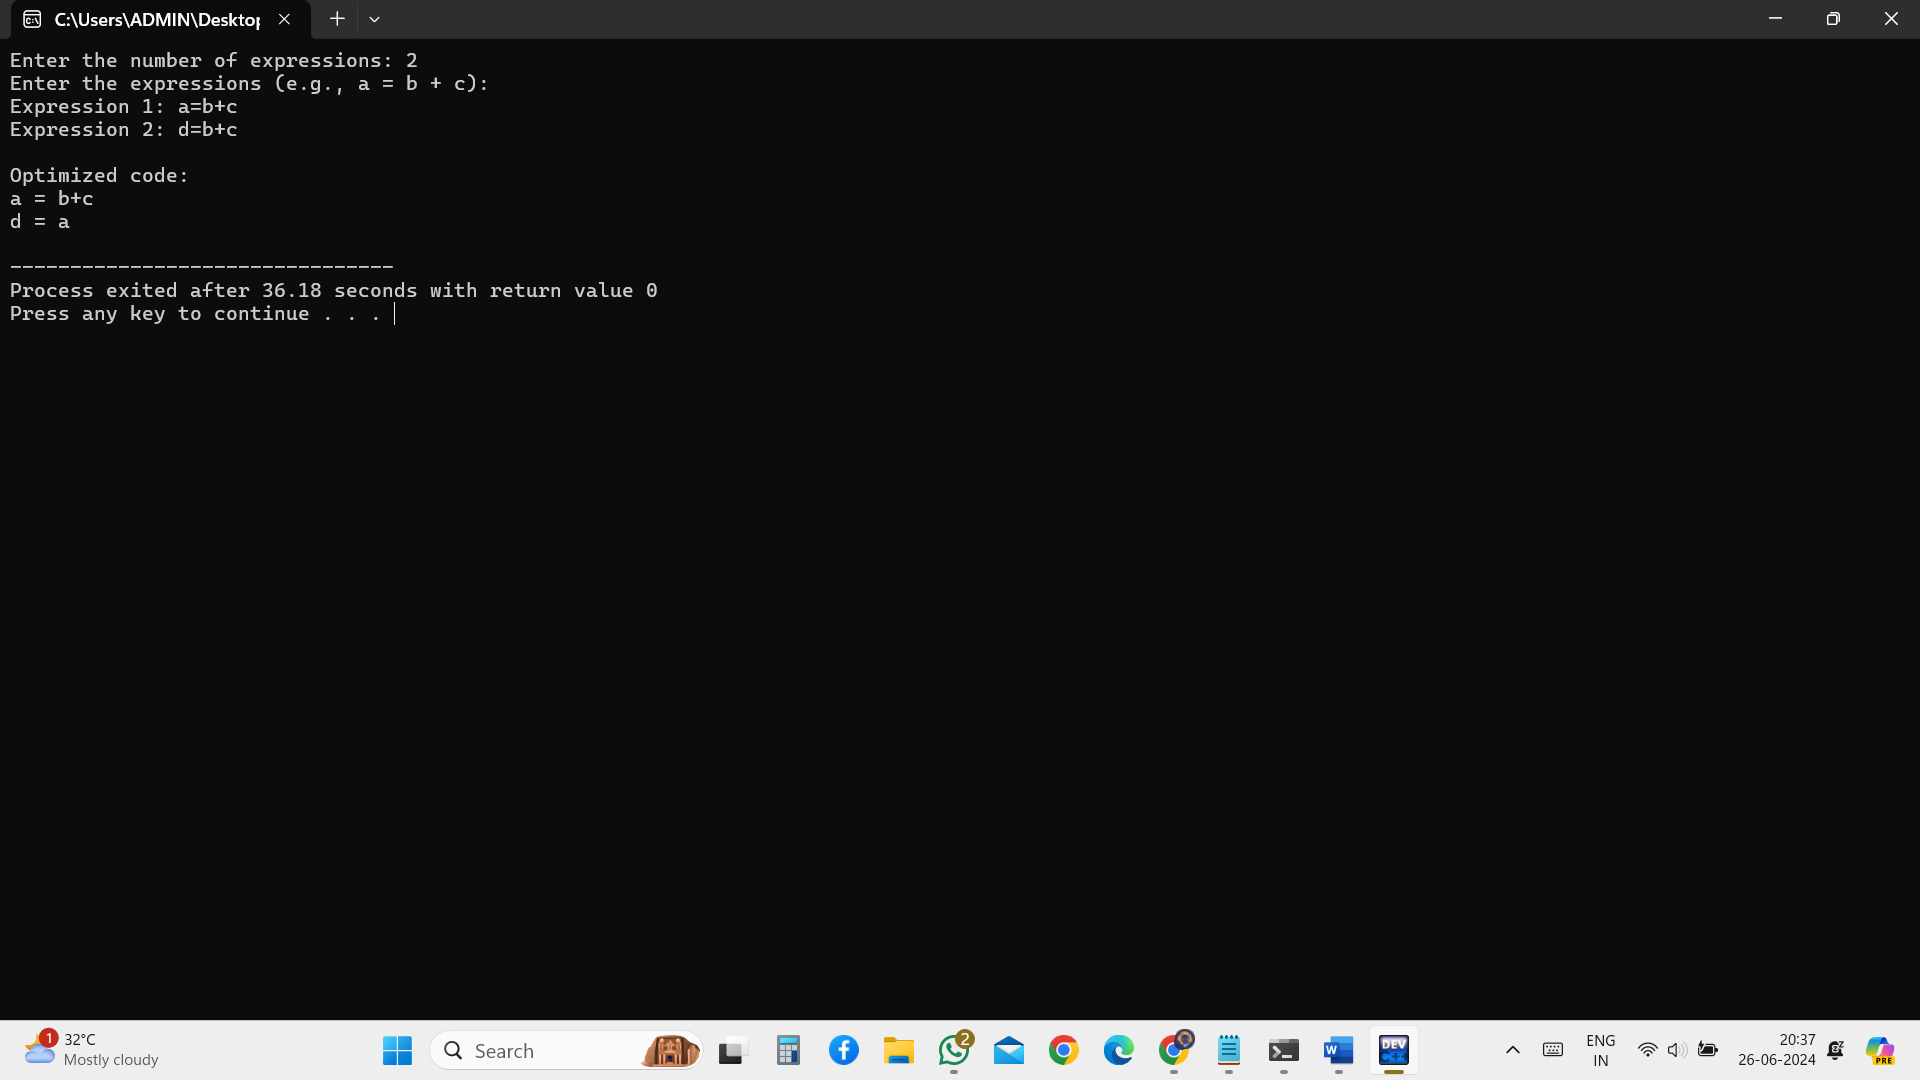 C:\Users\ADMIN\Desktop
Enter the number of expressions: 2
Enter the expressions (e.g., a = b + c):
Expression 1: a=b+c
Expression 2: d=b+c
Optimized code:
a = b+c
d = a
--------------------------------
Process exited after 36.18 seconds with return value 0
Press any key to continue . . .
1
32°C
Mostly cloudy
Search
2
W
DEV
C++
ENG
IN
20:37
26-06-2024
PRE